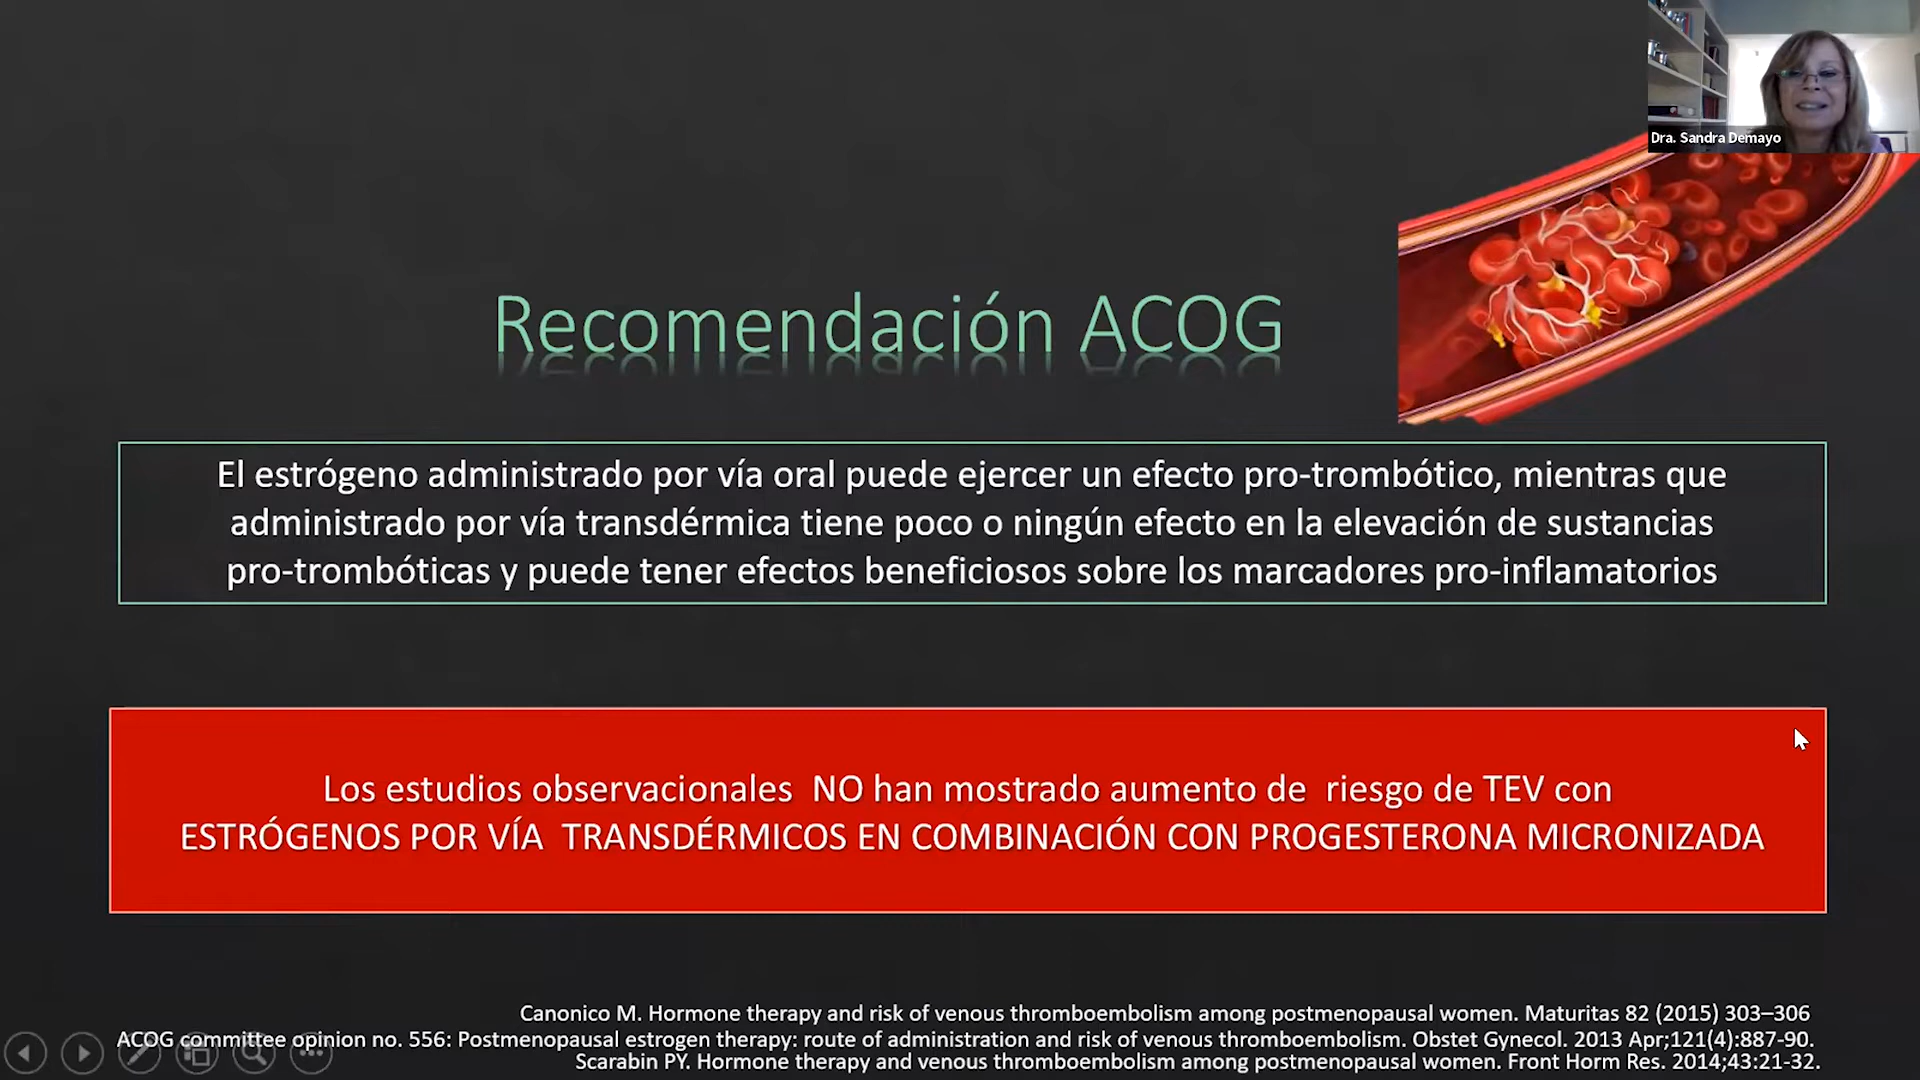 Dra. Sandra Demayo
Recomendación ACOG
El estrógeno administrado por vía oral puede ejercer un efecto pro-trombótico, mientras que
administrado por vía transdérmica tiene poco o ningún efecto en la elevación de sustancias
pro-trombóticas y puede tener efectos beneficiosos sobre los marcadores pro-inflamatorios
Los estudios observacionales NO han mostrado aumento de riesgo de TEV con
ESTRÓGENOS POR VÍA TRANSDÉRMICOS EN COMBINACIÓN CON PROGESTERONA MICRONIZADA
Canonico M. Hormone therapy and risk of venous thromboembolism among postmenopausal women. Maturitas 82 (2015) 303–306
ACOG committee opinion no. 556: Postmenopausal estrogen therapy: route of administration and risk of venous thromboembolism. Obstet Gynecol. 2013 Apr;121(4):887-90.
Scarabin PY. Hormone therapy and venous thromboembolism among postmenopausal women. Front Horm Res. 2014;43:21-32.